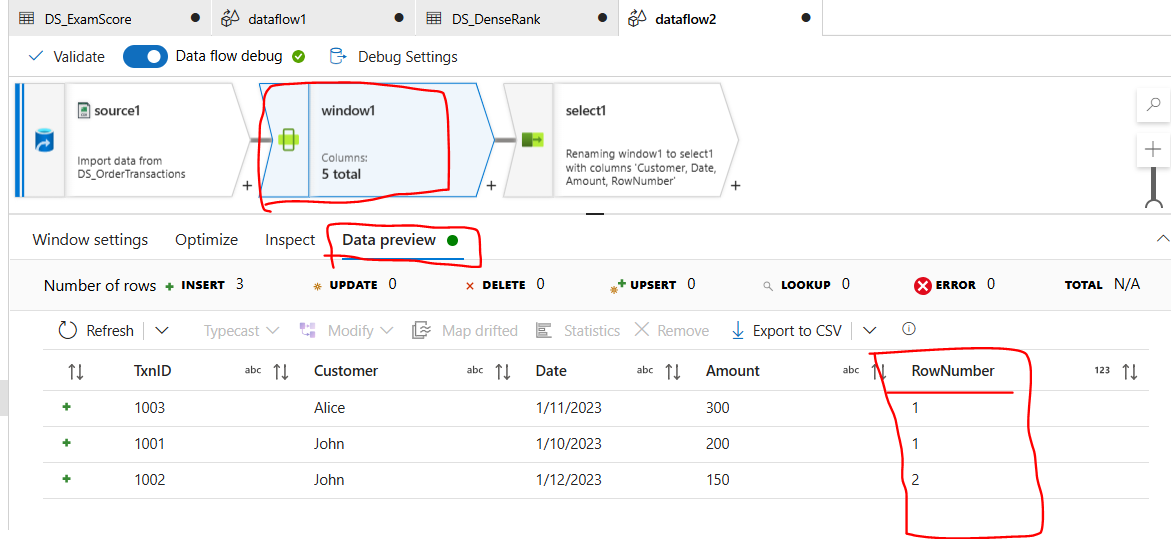 DS_ExamScore dataflow1 DS_DenseRank dataflow2
Validate Data flow debug Debug Settings
source1
Import data from
DS_OrderTransactions
+
window1
Columns:
5 total
+
select1
Renaming window1 to select1
with columns 'Customer, Date,
Amount, RowNumber'
+
Window settings Optimize Inspect Data preview
Number of rows + INSERT 3 UPDATE 0 DELETE 0 UPSERT 0 LOOKUP 0 ERROR 0 TOTAL N/A
Refresh Typecast Modify Map drifted Statistics Remove Export to CSV
TxnID abc Customer abc Date abc Amount abc RowNumber 123
+ 1003 Alice 1/11/2023 300 1
+ 1001 John 1/10/2023 200 1
+ 1002 John 1/12/2023 150 2